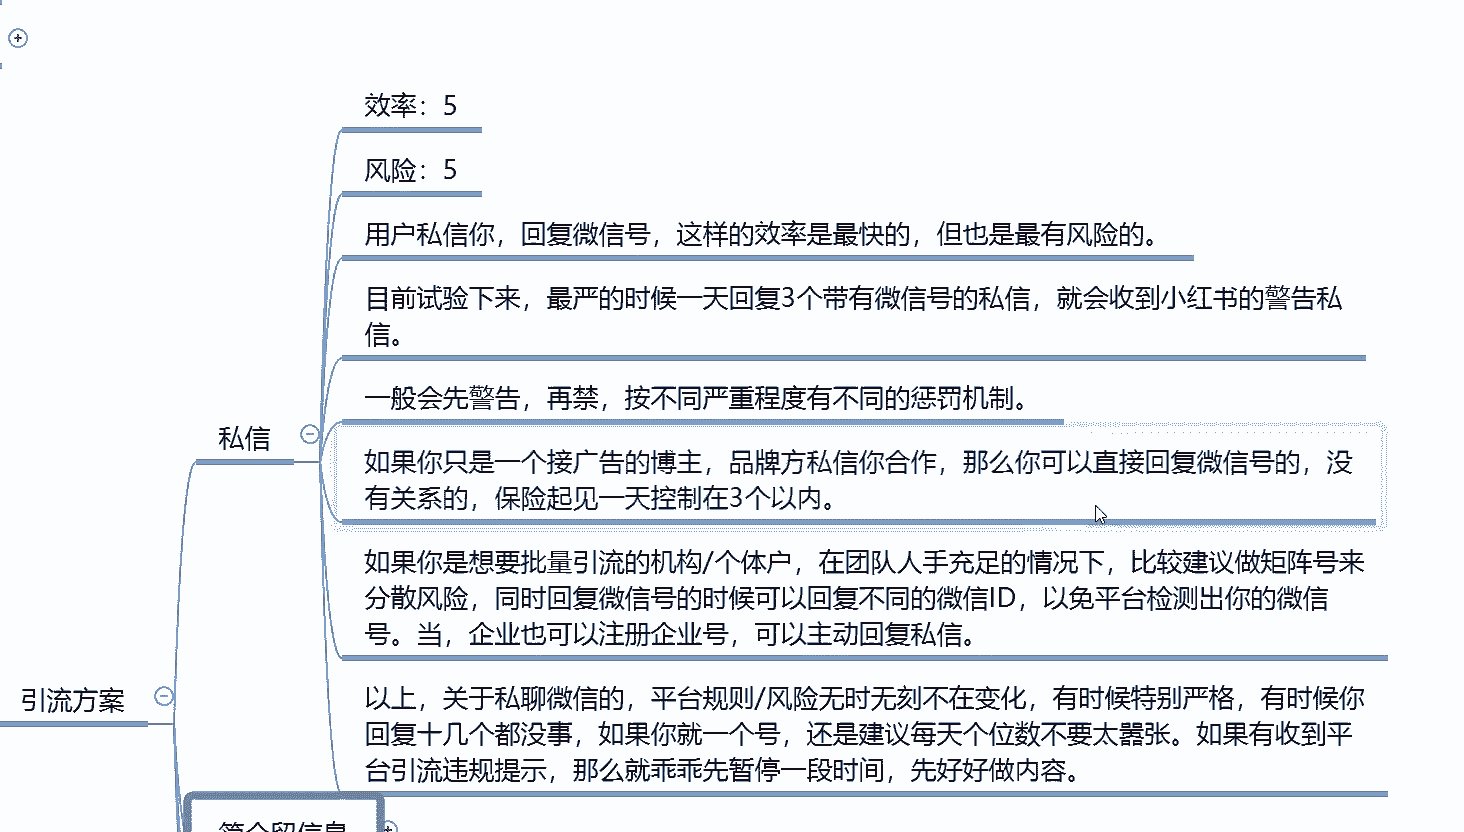 效率：5
风险：5
用户私信你，回复微信号，这样的效率是最快的，但也是最有风险的。
目前试验下来，最严的时候一天回复3个带有微信号的私信，就会收到小红书的警告私
信。
一般会先警告，再禁，按不同严重程度有不同的惩罚机制。
私信
如果你只是一个接广告的博主，品牌方私信你合作，那么你可以直接回复微信号的，没
有关系的，保险起见一天控制在3个以内。
如果你是想要批量引流的机构/个体户，在团队人手充足的情况下，比较建议做矩阵号来
分散风险，同时回复微信号的时候可以回复不同的微信ID，以免平台检测出你的微信
号。当，企业也可以注册企业号，可以主动回复私信。
引流方案
以上，关于私聊微信的，平台规则/风险无时无刻不在变化，有时候特别严格，有时候你
回复十几个都没事，如果你就一个号，还是建议每天个位数不要太嚣张。如果有收到平
台引流违规提示，那么就乖乖先暂停一段时间，先好好做内容。
简介留信息